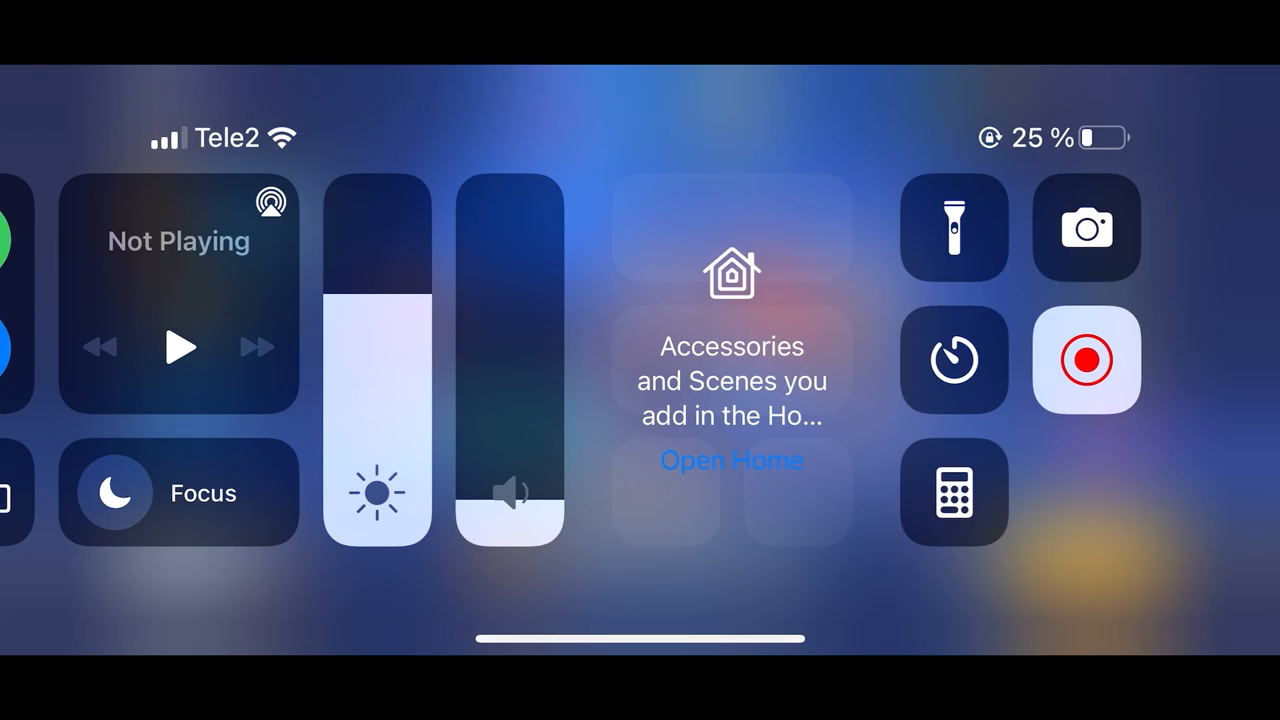 Tele2
25 %
Not Playing
Accessories
and Scenes you
add in the Ho...
Open Home
Focus